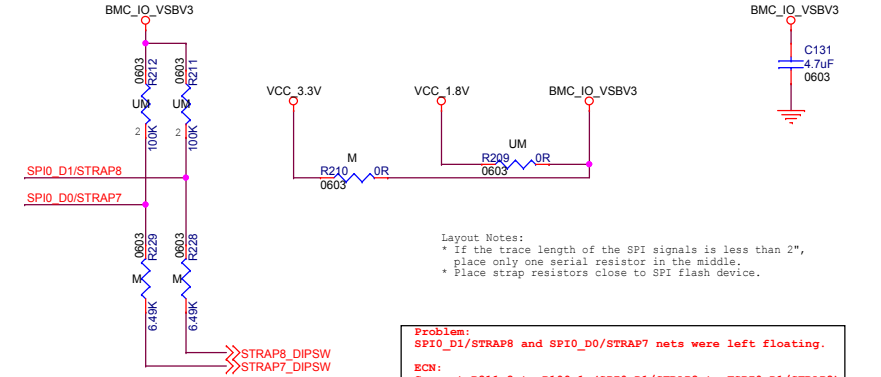 BMC_IO_VSBV3
BMC_IO_VSBV3
C131
4.7uF
0603
0603
R212
0603
R211
UM
UM
2
100K
2
100K
VCC_3.3V
VCC_1.8V
BMC_IO_VSBV3
M
R210
0R
0603
UM
R209
0R
0603
SPI0_D1/STRAP8
SPI0_D0/STRAP7
0603
R229
0603
R228
M
M
6.49K
6.49K
Layout Notes:
* If the trace length of the SPI signals is less than 2",
place only one serial resistor in the middle.
* Place strap resistors close to SPI flash device.
STRAP8_DIPSW
STRAP7_DIPSW
Problem:
SPI0_D1/STRAP8 and SPI0_D0/STRAP7 nets were left floating.
ECN: